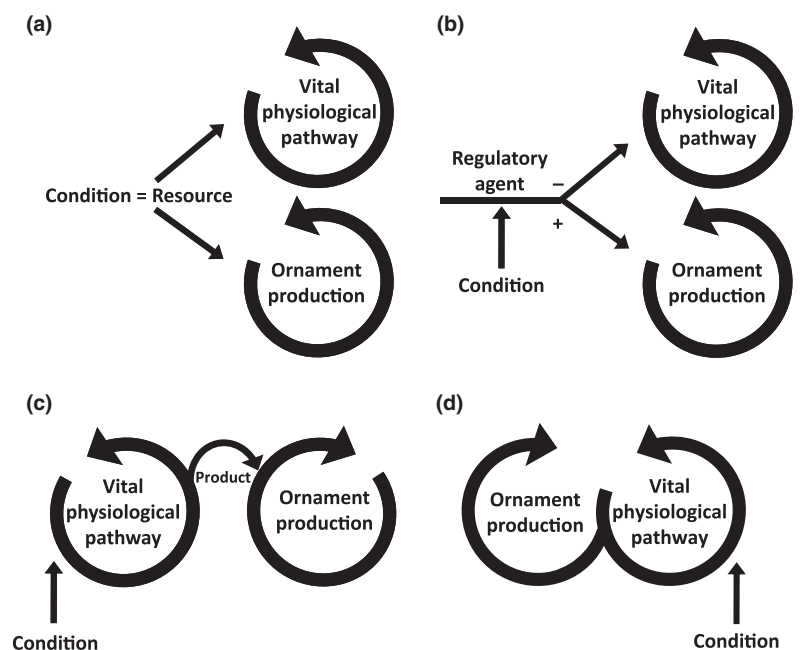 (a)
Vital
physiological
pathway
Condition = Resource
Ornament
production
(b)
Vital
physiological
pathway
Regulatory
agent
–
+
Condition
Ornament
production
(c)
Vital
physiological
pathway
Product
Ornament
production
Condition
(d)
Ornament
production
Vital
physiological
pathway
Condition